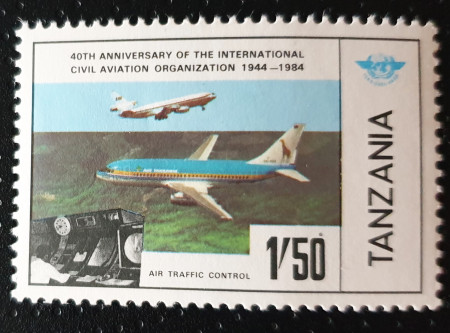 40TH ANNIVERSARY OF THE INTERNATIONAL
CIVIL AVIATION ORGANIZATION 1944-1984
AIR TRAFFIC CONTROL
1/50
TANZANIA